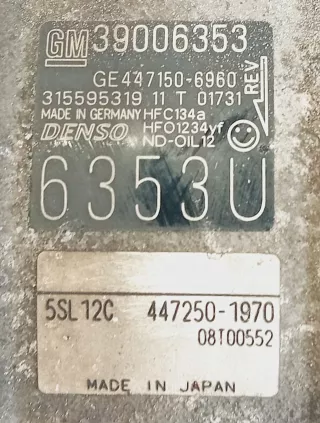 GM 39006353
GE447150-6960
315595319 11 T 01731
MADE IN GERMANY HFC134a
DENSO HFO1234yf
ND-OIL12
REV
6353U
5SL12C 447250-1970
08T00552
MADE IN JAPAN